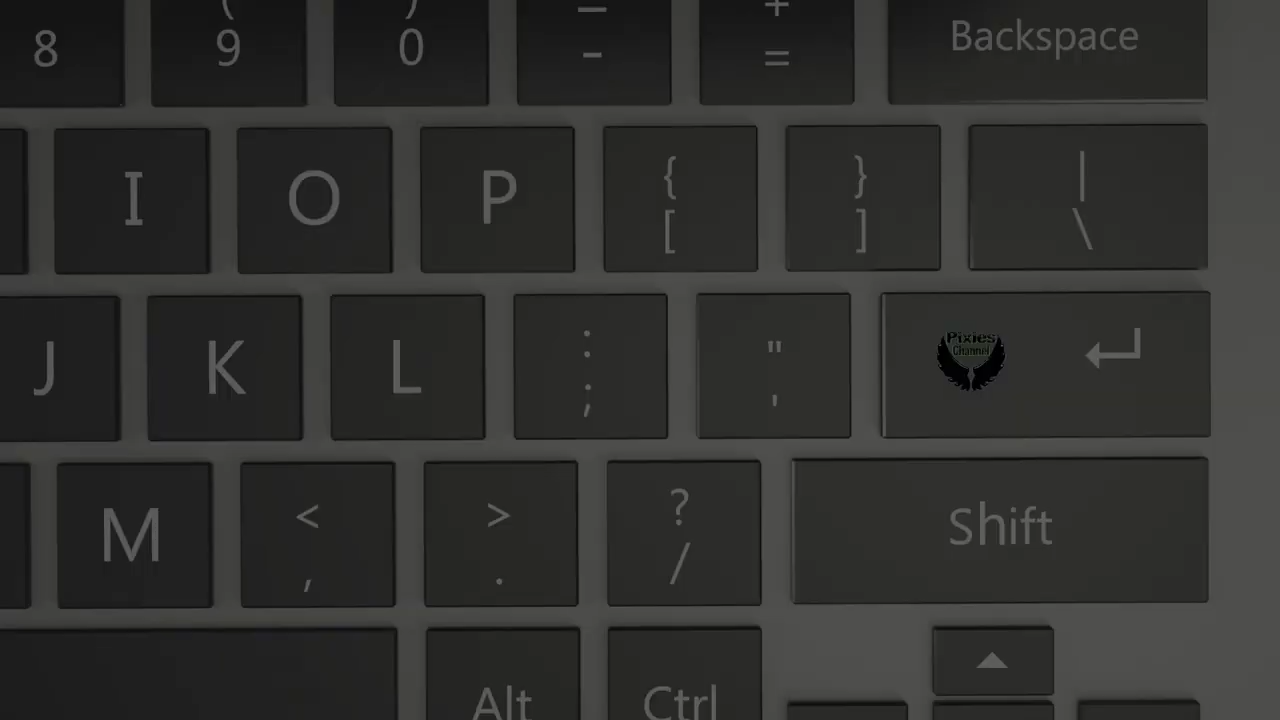 ( ) _ +
8 9 0 - = Backspace
I O P { } |
[ ] \
J K L : "
; '
Pixies
Channel
M < > ? Shift
, . /
Alt Ctrl